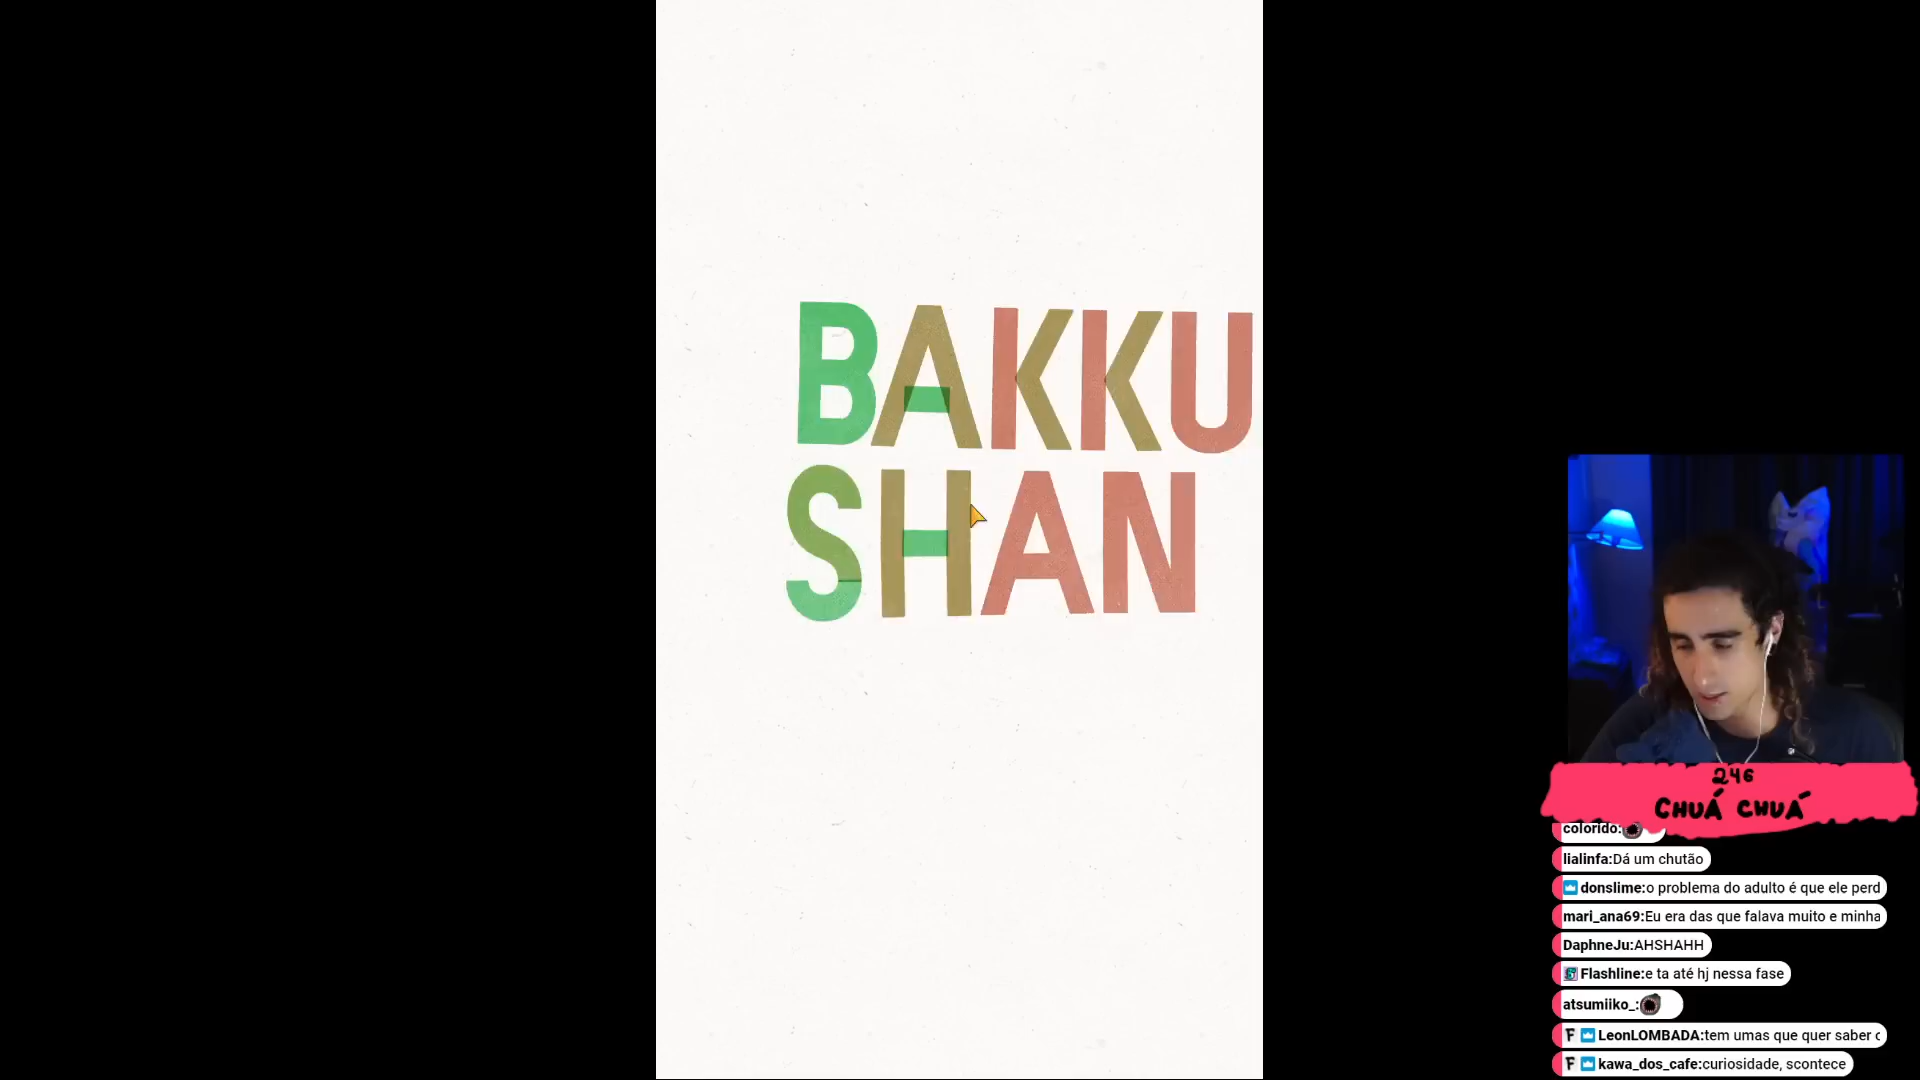 BAKKU
SHAN
246
CHUÁ CHUÁ
colorido:
lialinfa:Dá um chutão
donslime:o problema do adulto é que ele perd
mari_ana69:Eu era das que falava muito e minha
DaphneJu:AHSHAHH
Flashline:e ta até hj nessa fase
atsumiiko_:
F LeonLOMBADA:tem umas que quer saber c
F kawa_dos_cafe:curiosidade, scontece